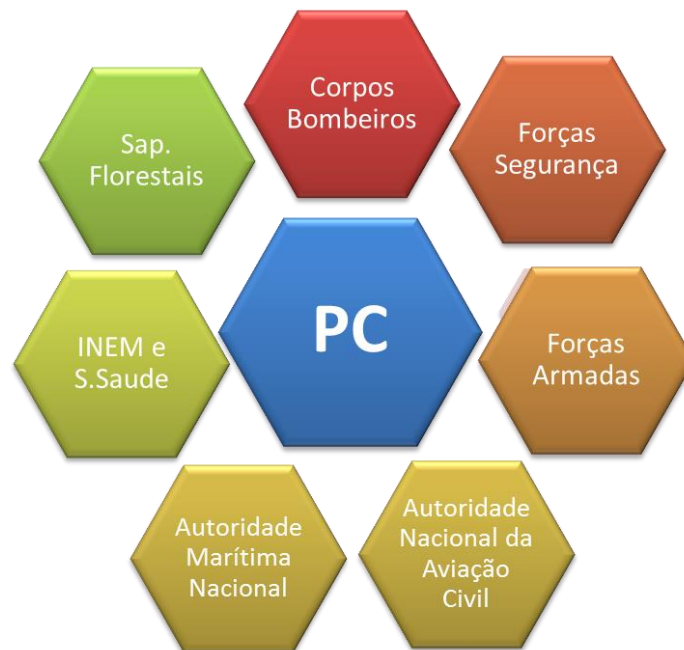 Corpos
Bombeiros
Sap.
Florestais
Forças
Segurança
PC
INEM e
S.Saude
Forças
Armadas
Autoridade
Marítima
Nacional
Autoridade
Nacional da
Aviação
Civil